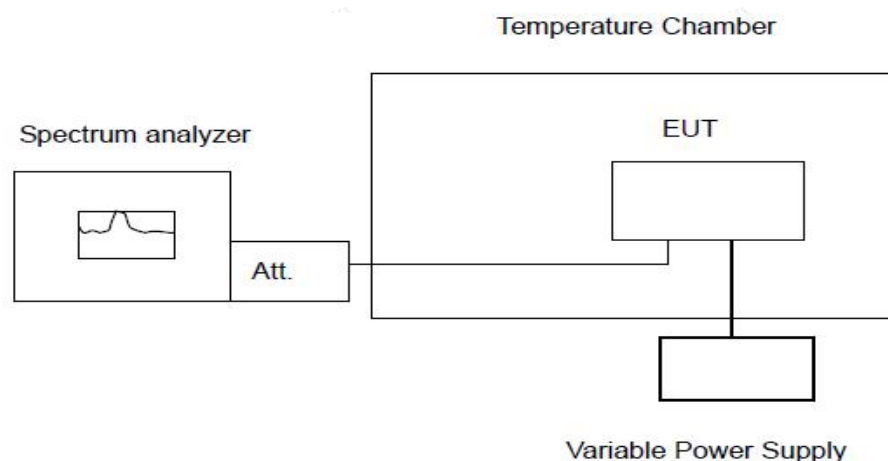 Temperature Chamber
Spectrum analyzer
EUT
Att.
Variable Power Supply